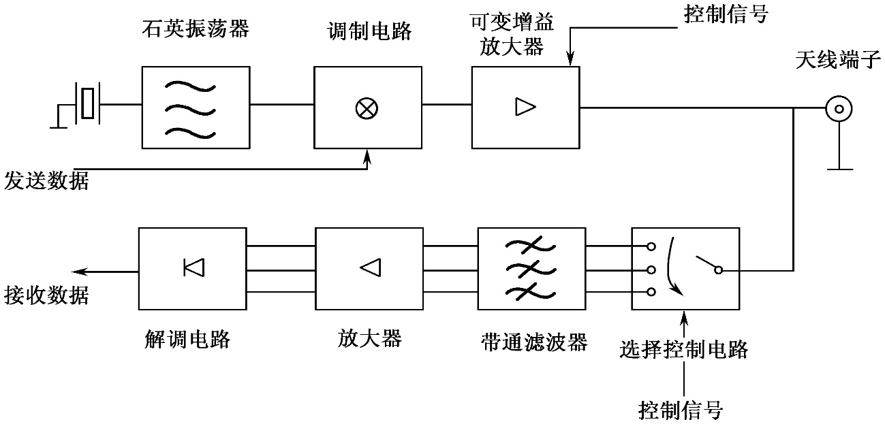 石英振荡器
调制电路
可变增益
放大器
控制信号
天线端子
发送数据
接收数据
解调电路
放大器
带通滤波器
选择控制电路
控制信号